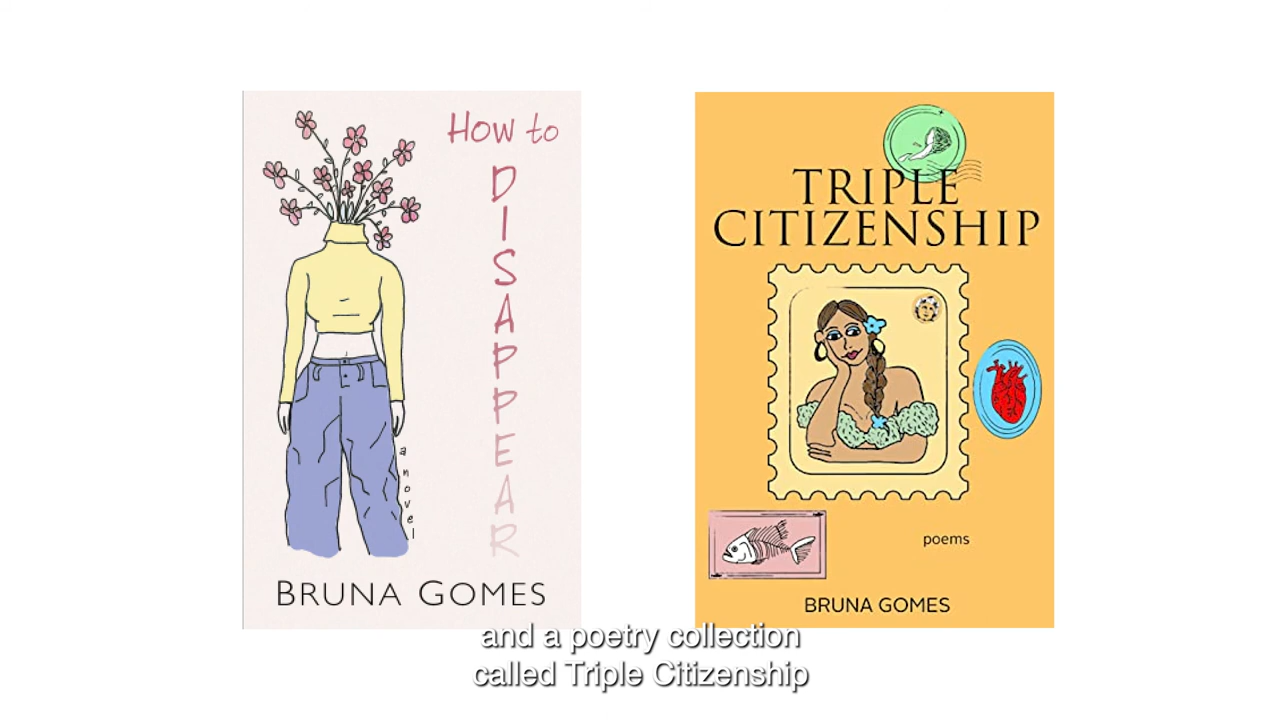 How to
DISAPPEAR
a novel
BRUNA GOMES
TRIPLE
CITIZENSHIP
poems
BRUNA GOMES
and a poetry collection
called Triple Citizenship